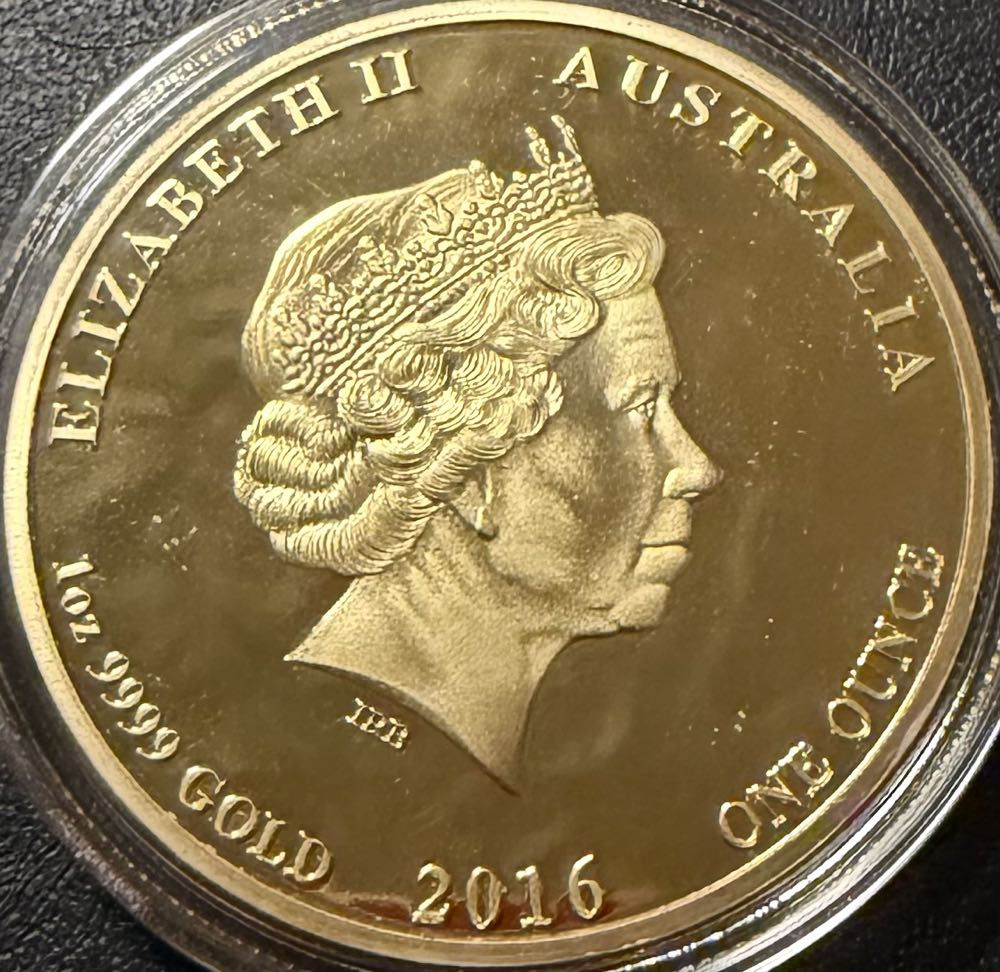 ELIZABETH II
AUSTRALIA
1oz 9999 GOLD
2016
ONE OUNCE
IRB